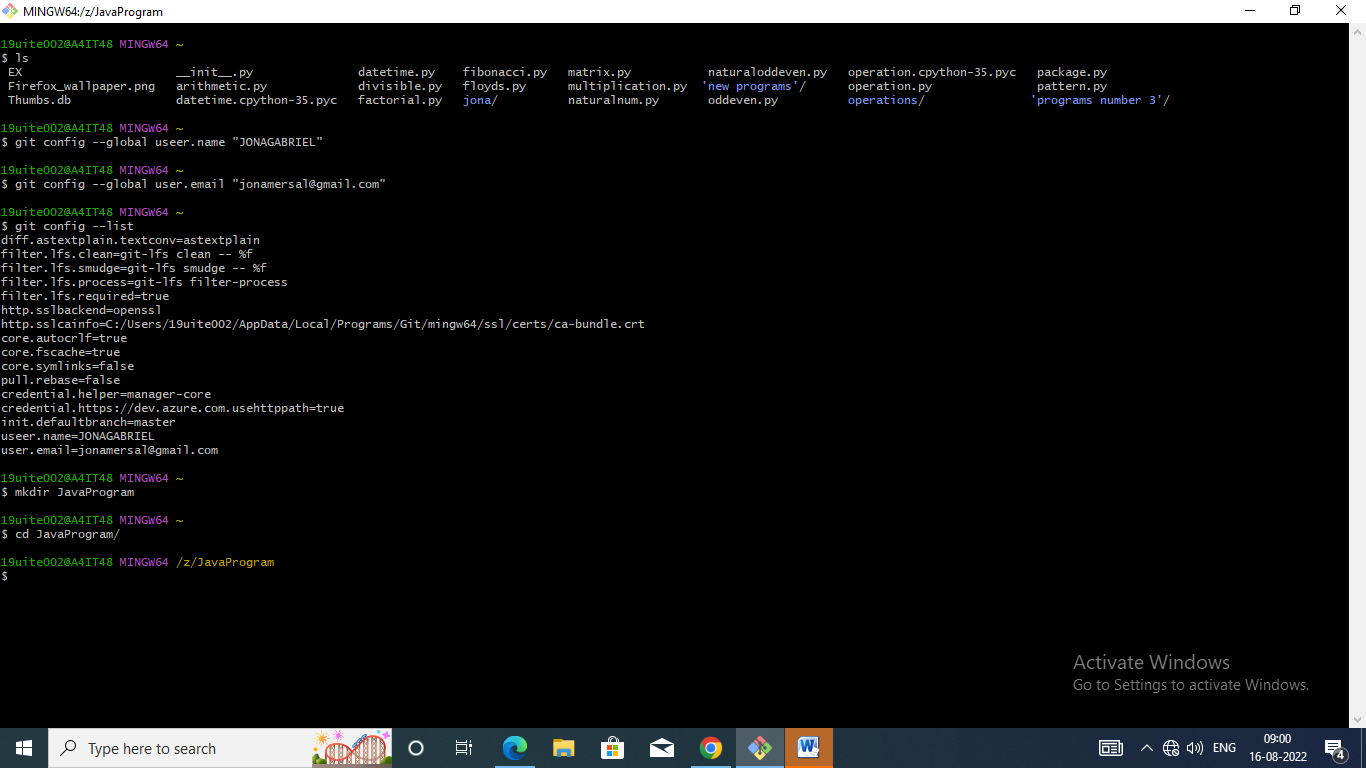 MINGW64:/z/JavaProgram
19uite002@A4IT48 MINGW64 ~
$ ls
EX __init__.py datetime.py fibonacci.py matrix.py naturaloddeven.py operation.cpython-35.pyc package.py
Firefox_wallpaper.png arithmetic.py divisible.py floyds.py multiplication.py 'new programs'/ operation.py pattern.py
Thumbs.db datetime.cpython-35.pyc factorial.py jona/ naturalnum.py oddeven.py operations/ 'programs number 3'/
19uite002@A4IT48 MINGW64 ~
$ git config --global useer.name "JONAGABRIEL"
19uite002@A4IT48 MINGW64 ~
$ git config --global user.email "jonamersal@gmail.com"
19uite002@A4IT48 MINGW64 ~
$ git config --list
diff.astextplain.textconv=astextplain
filter.lfs.clean=git-lfs clean -- %f
filter.lfs.smudge=git-lfs smudge -- %f
filter.lfs.process=git-lfs filter-process
filter.lfs.required=true
http.sslbackend=openssl
http.sslcainfo=C:/Users/19uite002/AppData/Local/Programs/Git/mingw64/ssl/certs/ca-bundle.crt
core.autocrlf=true
core.fscache=true
core.symlinks=false
pull.rebase=false
credential.helper=manager-core
credential.https://dev.azure.com.usehttppath=true
init.defaultbranch=master
useer.name=JONAGABRIEL
user.email=jonamersal@gmail.com
19uite002@A4IT48 MINGW64 ~
$ mkdir JavaProgram
19uite002@A4IT48 MINGW64 ~
$ cd JavaProgram/
19uite002@A4IT48 MINGW64 /z/JavaProgram
$
Activate Windows
Go to Settings to activate Windows.
Type here to search
ENG
09:00
16-08-2022
4